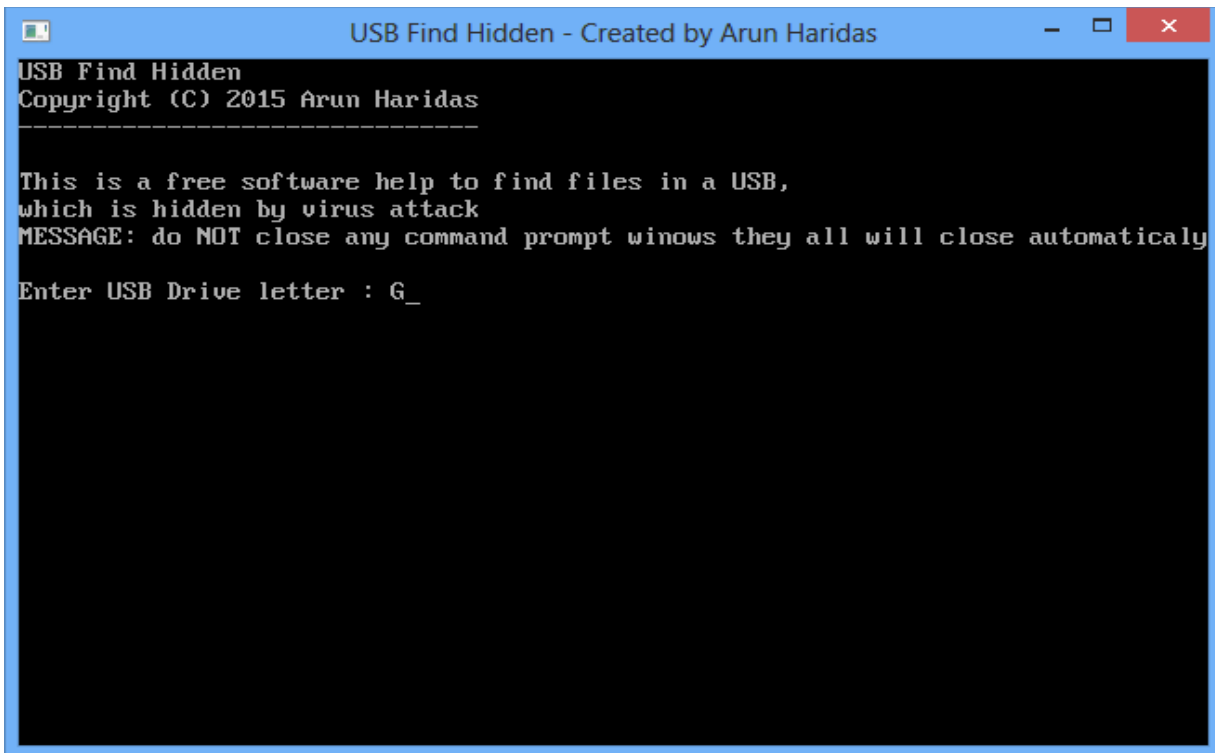 USB Find Hidden - Created by Arun Haridas
USB Find Hidden
Copyright (C) 2015 Arun Haridas
-------------------------------
This is a free software help to find files in a USB,
which is hidden by virus attack
MESSAGE: do NOT close any command prompt winows they all will close automaticaly
Enter USB Drive letter : G_